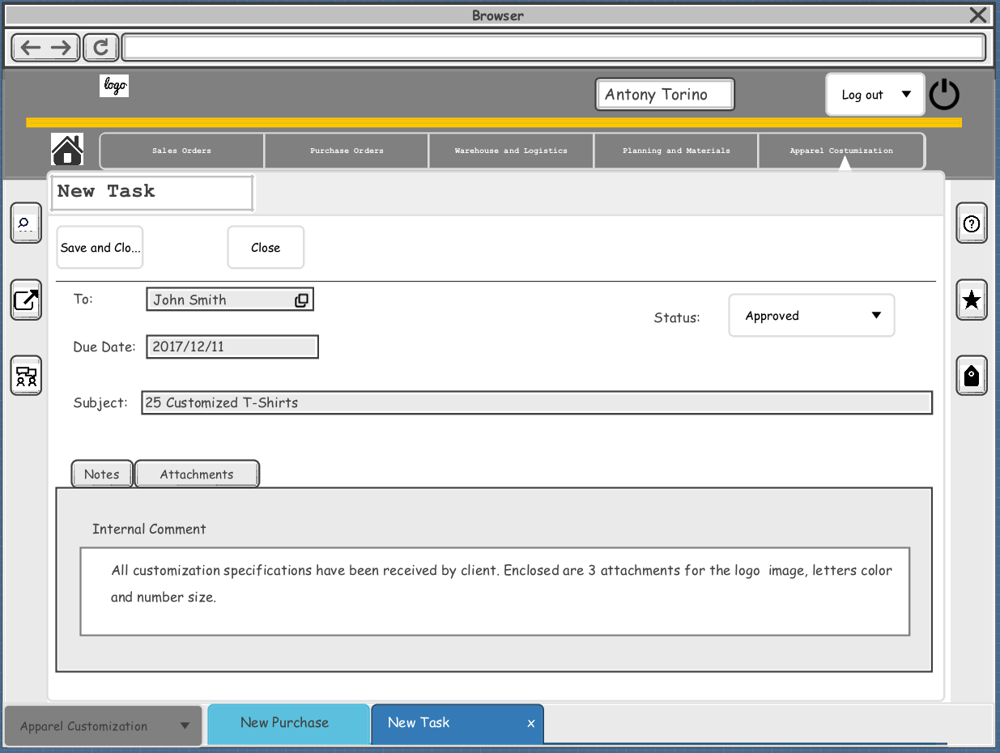 Browser
logo
Antony Torino
Log out
Sales Orders
Purchase Orders
Warehouse and Logistics
Planning and Materials
Apparel Costumization
New Task
Save and Clo...
Close
To:
John Smith
Status:
Approved
Due Date:
2017/12/11
Subject:
25 Customized T-Shirts
Notes
Attachments
Internal Comment
All customization specifications have been received by client. Enclosed are 3 attachments for the logo image, letters color
and number size.
Apparel Customization
New Purchase
New Task
x